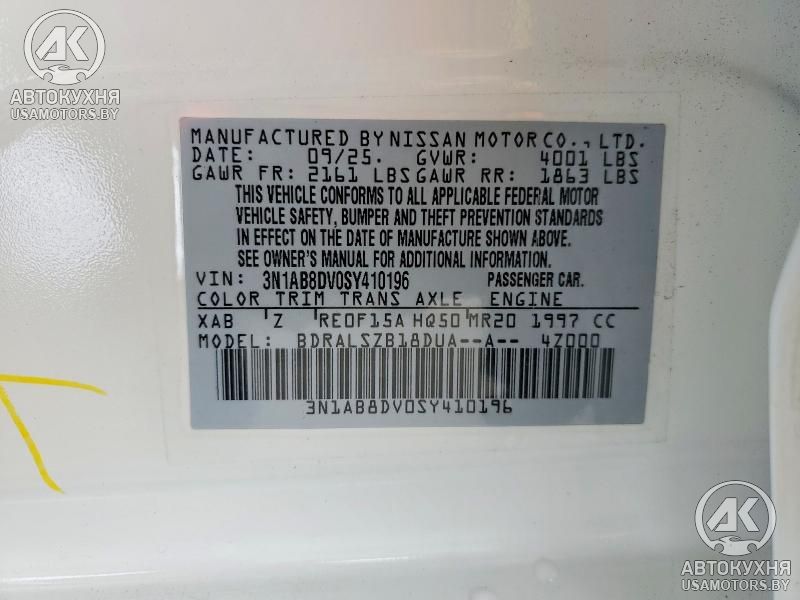 AK
АВТОКУХНЯ
USAMOTORS.BY
MANUFACTURED BY NISSAN MOTOR CO., LTD.
DATE: 09/25. GVWR: 4001 LBS
GAWR FR: 2161 LBS GAWR RR: 1863 LBS
THIS VEHICLE CONFORMS TO ALL APPLICABLE FEDERAL MOTOR
VEHICLE SAFETY, BUMPER AND THEFT PREVENTION STANDARDS
IN EFFECT ON THE DATE OF MANUFACTURE SHOWN ABOVE.
SEE OWNER'S MANUAL FOR ADDITIONAL INFORMATION
VIN: 3N1AB8DV0SY410196 PASSENGER CAR.
COLOR TRIM TRANS AXLE ENGINE
XAB Z RE0F15A HQ50 MR20 1997 CC
MODEL: BDRALSZB18DUA--A-- 4Z000
3N1AB8DV0SY410196
AK
АВТОКУХНЯ
USAMOTORS.BY